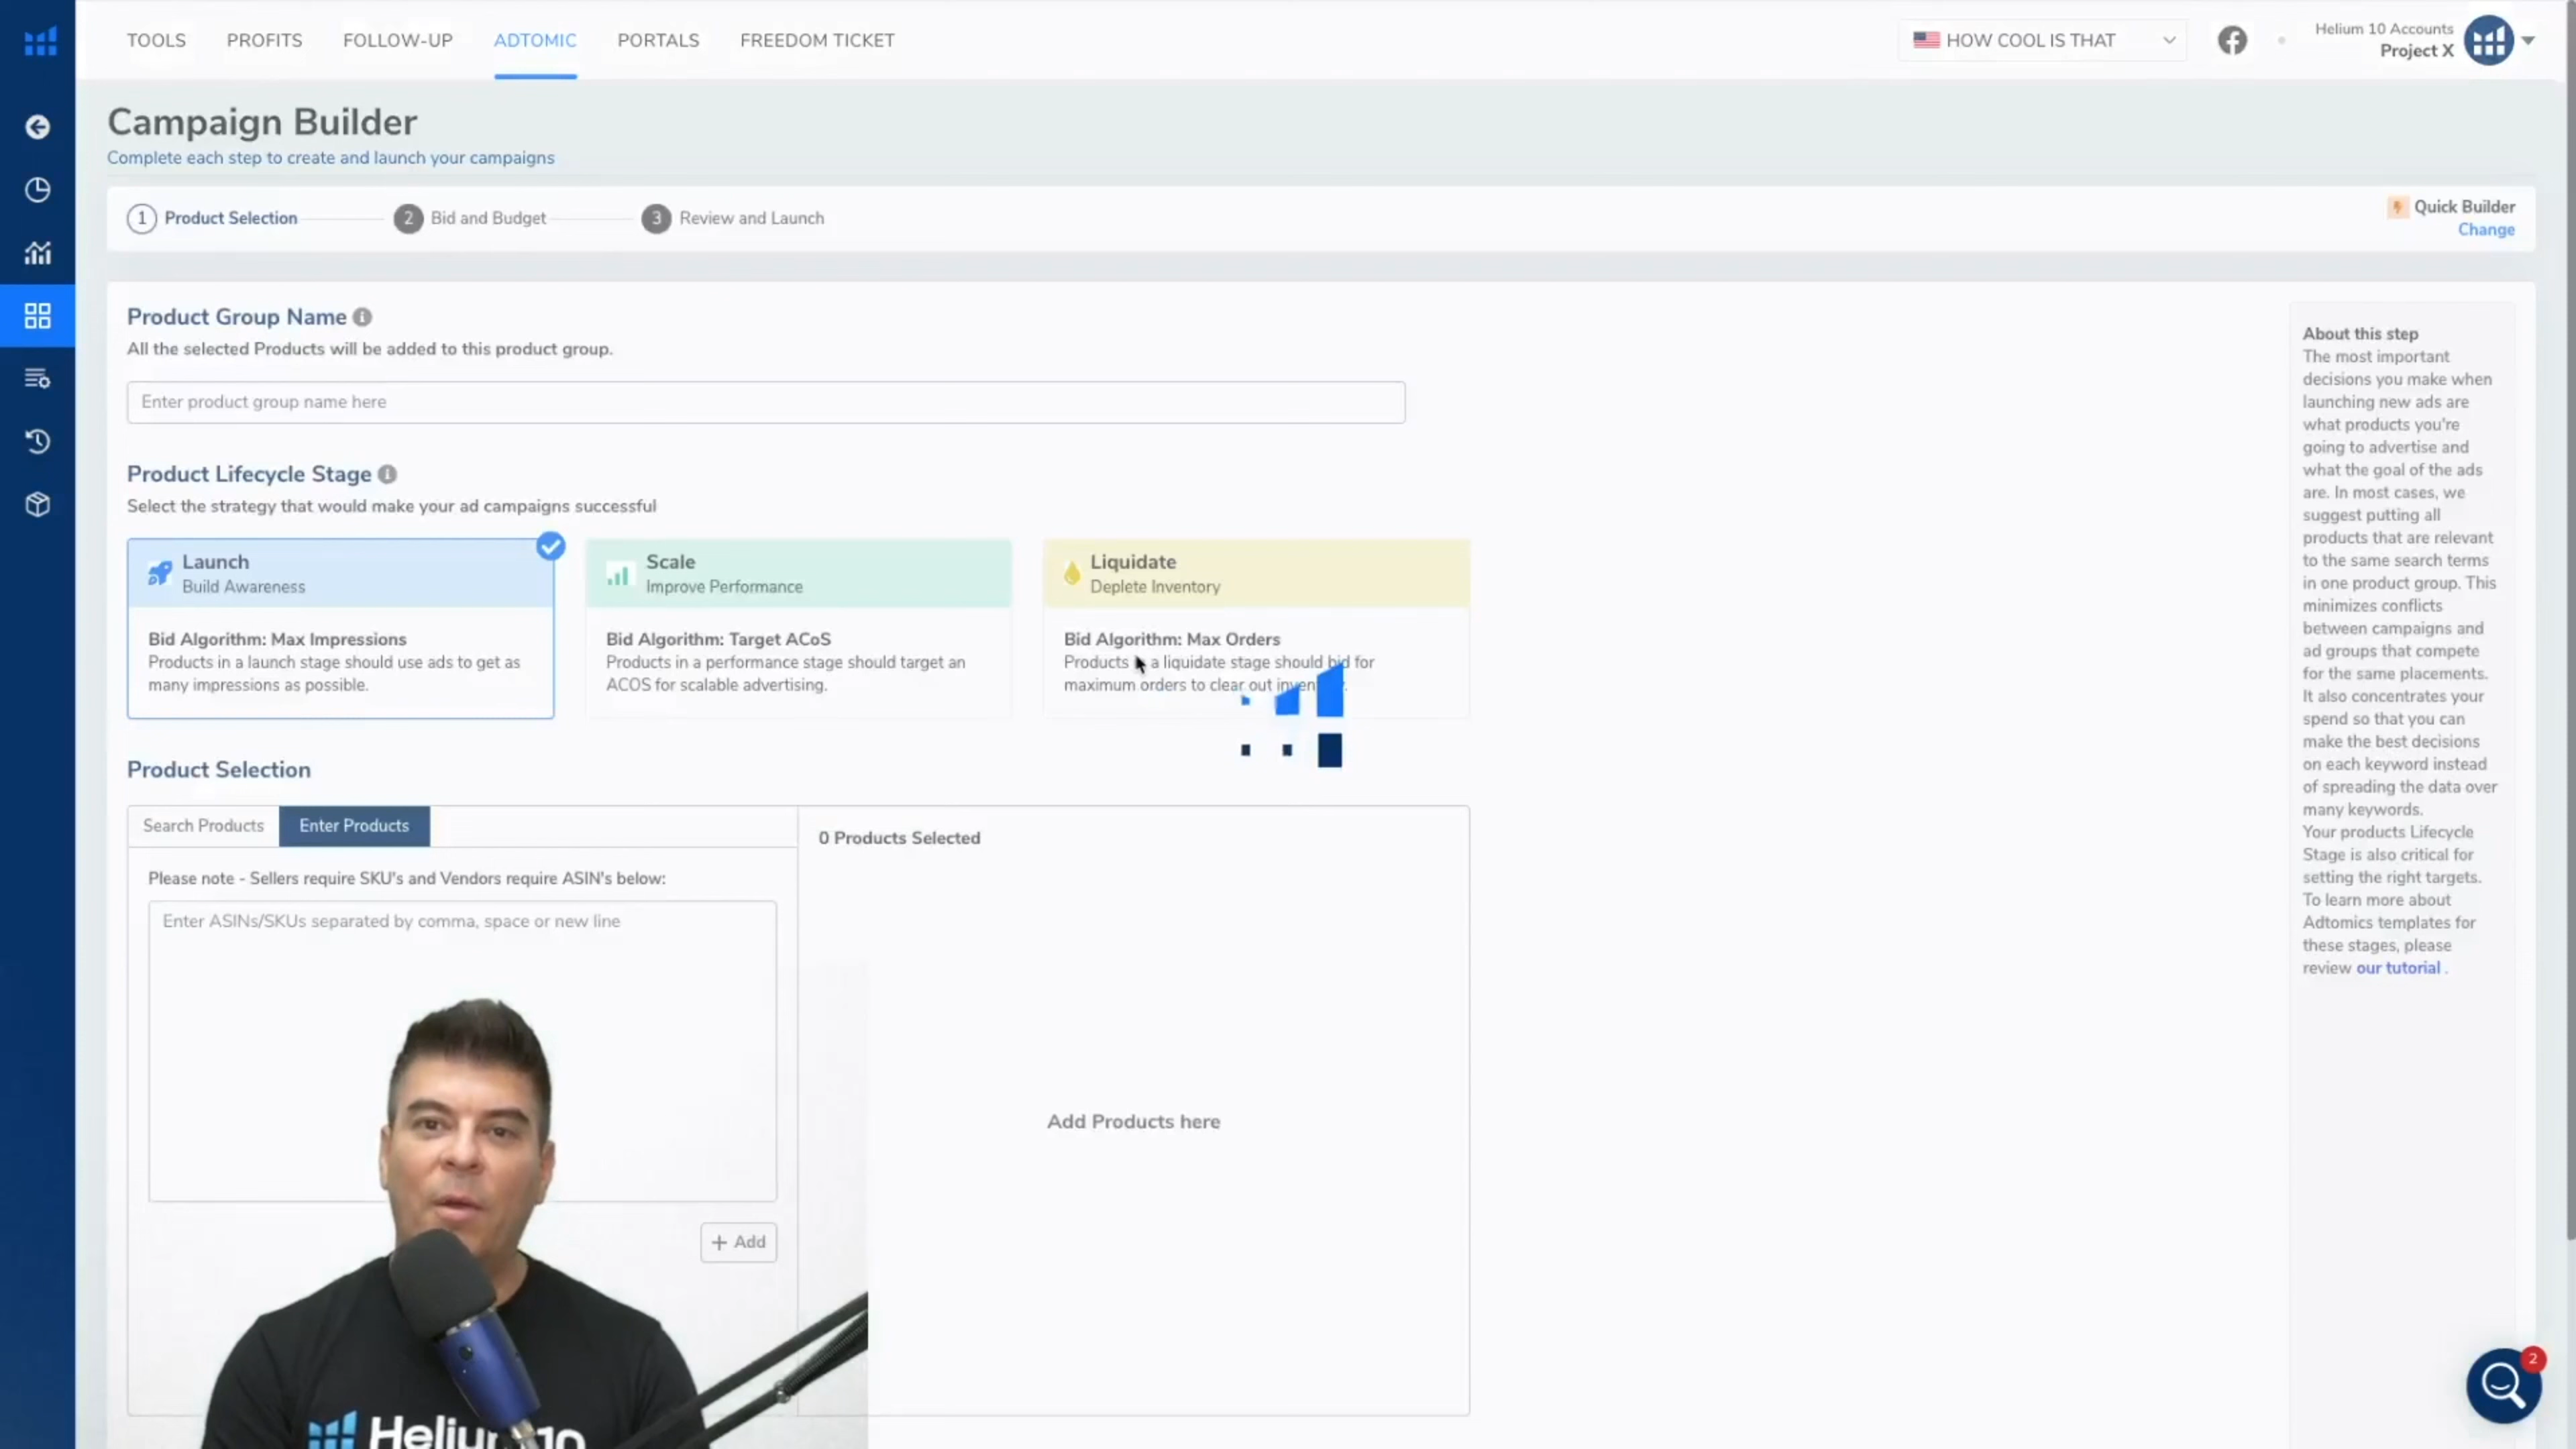 TOOLS PROFITS FOLLOW-UP ADTOMIC PORTALS FREEDOM TICKET
HOW COOL IS THAT
Helium 10 Accounts
Project X
Campaign Builder
Complete each step to create and launch your campaigns
1 Product Selection
2 Bid and Budget
3 Review and Launch
Quick Builder
Change
Product Group Name
All the selected Products will be added to this product group.
Enter product group name here
Product Lifecycle Stage
Select the strategy that would make your ad campaigns successful
Launch
Build Awareness
Bid Algorithm: Max Impressions
Products in a launch stage should use ads to get as
many impressions as possible.
Scale
Improve Performance
Bid Algorithm: Target ACoS
Products in a performance stage should target an
ACOS for scalable advertising.
Liquidate
Deplete Inventory
Bid Algorithm: Max Orders
Products a liquidate stage should bid for
maximum orders to clear out
Product Selection
Search Products
Enter Products
Please note - Sellers require SKU's and Vendors require ASIN's below:
Enter ASINs/SKUs separated by comma, space or new line
+ Add
0 Products Selected
Add Products here
About this step
The most important
decisions you make when
launching new ads are
what products you're
going to advertise and
what the goal of the ads
are. In most cases, we
suggest putting all
products that are relevant
to the same search terms
in one product group. This
minimizes conflicts
between campaigns and
ad groups that compete
for the same placements.
It also concentrates your
spend so that you can
make the best decisions
on each keyword instead
of spreading the data over
many keywords.
Your products Lifecycle
Stage is also critical for
setting the right targets.
To learn more about
Adtomics templates for
these stages, please
review our tutorial .
2
Helium 10